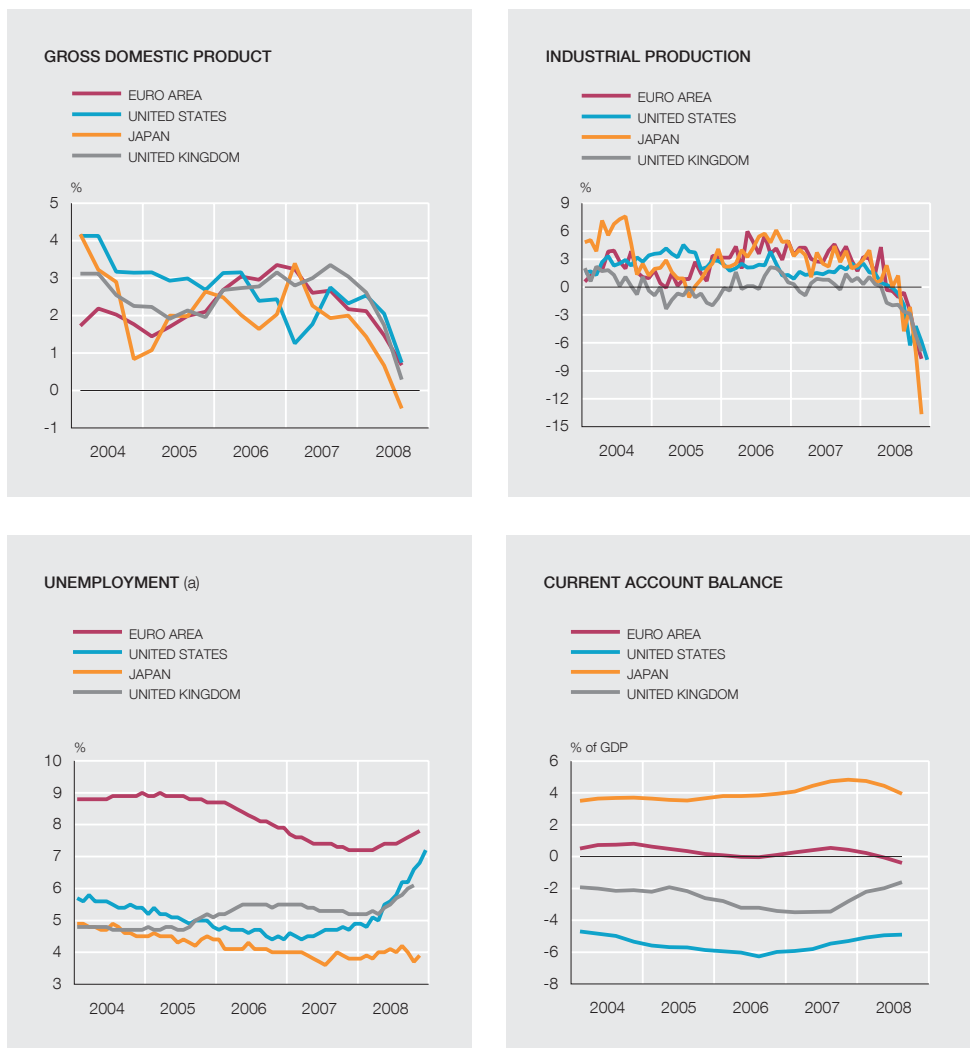 GROSS DOMESTIC PRODUCT
EURO AREA
UNITED STATES
JAPAN
UNITED KINGDOM
%
5
4
3
2
1
0
-1
2004 2005 2006 2007 2008
INDUSTRIAL PRODUCTION
EURO AREA
UNITED STATES
JAPAN
UNITED KINGDOM
%
9
6
3
0
-3
-6
-9
-12
-15
2004 2005 2006 2007 2008
UNEMPLOYMENT (a)
EURO AREA
UNITED STATES
JAPAN
UNITED KINGDOM
%
10
9
8
7
6
5
4
3
2004 2005 2006 2007 2008
CURRENT ACCOUNT BALANCE
EURO AREA
UNITED STATES
JAPAN
UNITED KINGDOM
% of GDP
6
4
2
0
-2
-4
-6
-8
2004 2005 2006 2007 2008